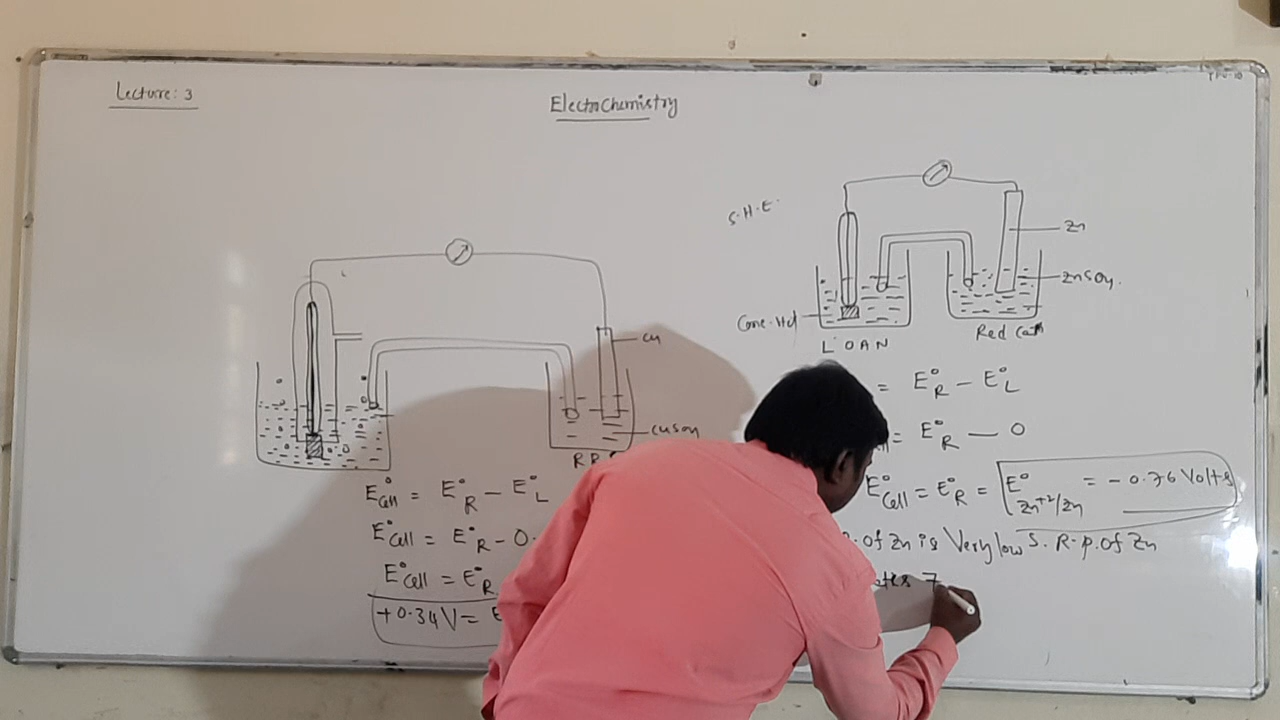 Lecture: 3
ElectroChemistry
S.H.E.
Zn
ZnSO4.
Conc. Hcl
L OAN
Red Cat
Cu
CuSO4
R R
E°Cell = E°R - E°L
E°Cell = E°R - 0.
E°Cell = E°R
+0.34V =
= E°R - E°L
= E°R - 0
E°Cell = E°R = E°Zn+2/Zn = -0.76 Volts
P. of Zn is Very low S.R.P. of Zn